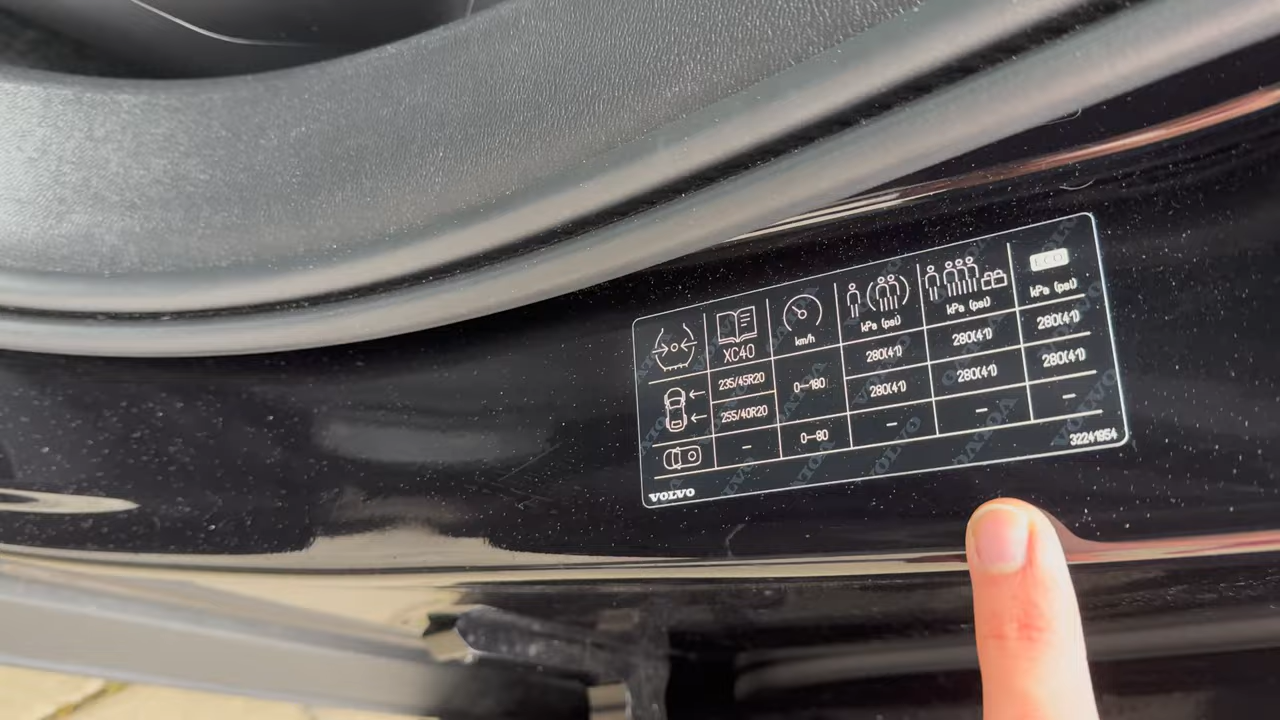 XC40
km/h
kPa (psi)
kPa (psi)
ECO
kPa (psi)
235/45R20
0–180
280(41)
280(41)
280(41)
255/40R20
280(41)
280(41)
280(41)
–
0–80
–
–
–
VOLVO
32241954